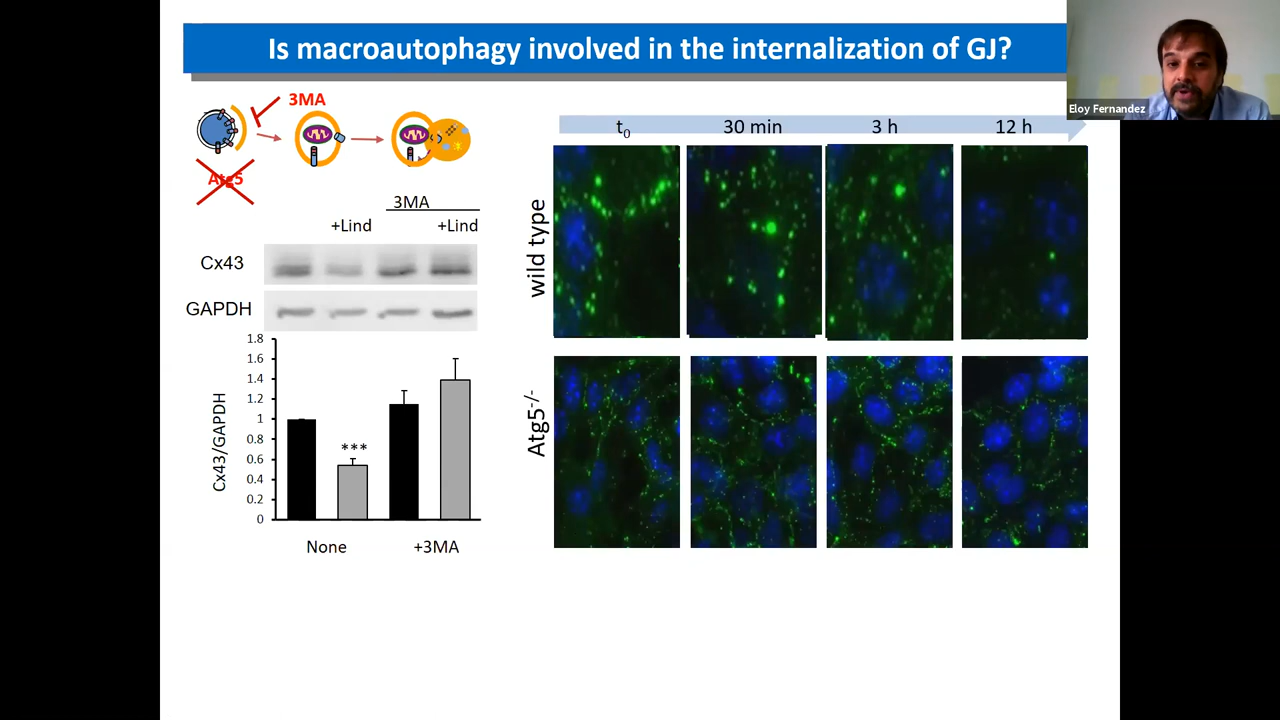 Is macroautophagy involved in the internalization of GJ?
Eloy Fernandez
3MA
Atg5
3MA
+Lind
+Lind
Cx43
GAPDH
Cx43/GAPDH
1.8
1.6
1.4
1.2
1
0.8
0.6
0.4
0.2
0
***
None
+3MA
t0
30 min
3 h
12 h
wild type
Atg5-/-